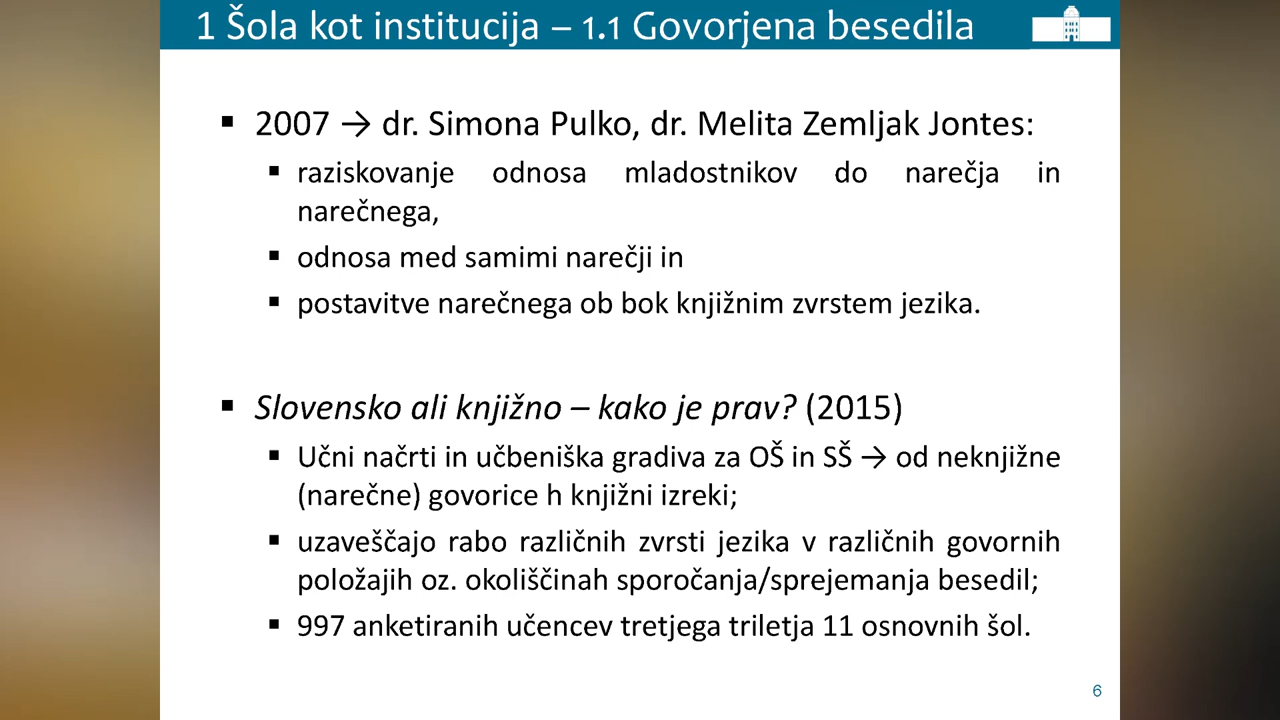 1 Šola kot institucija – 1.1 Govorjena besedila
▪ 2007 → dr. Simona Pulko, dr. Melita Zemljak Jontes:
▪ raziskovanje odnosa mladostnikov do narečja in
narečnega,
▪ odnosa med samimi narečji in
▪ postavitve narečnega ob bok knjižnim zvrstem jezika.
▪ Slovensko ali knjižno – kako je prav? (2015)
▪ Učni načrti in učbeniška gradiva za OŠ in SŠ → od neknjižne
(narečne) govorice h knjižni izreki;
▪ uzaveščajo rabo različnih zvrsti jezika v različnih govornih
položajih oz. okoliščinah sporočanja/sprejemanja besedil;
▪ 997 anketiranih učencev tretjega triletja 11 osnovnih šol.
6